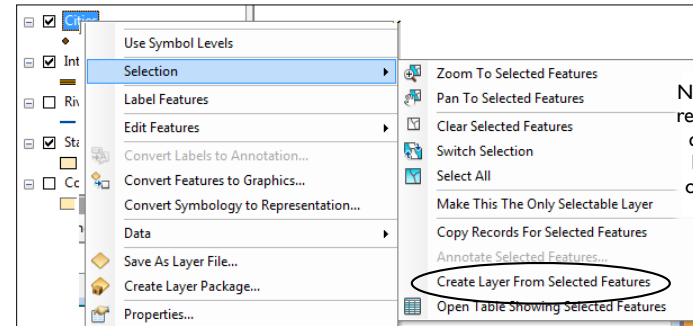 Cities
Int
Riv
Sta
Use Symbol Levels
Selection
Label Features
Edit Features
Convert Labels to Annotation...
Convert Features to Graphics...
Convert Symbology to Representation...
Data
Save As Layer File...
Create Layer Package...
Properties...
Zoom To Selected Features
Pan To Selected Features
Clear Selected Features
Switch Selection
Select All
Make This The Only Selectable Layer
Copy Records For Selected Features
Annotate Selected Features...
Create Layer From Selected Features
Open Table Showing Selected Features
N
re